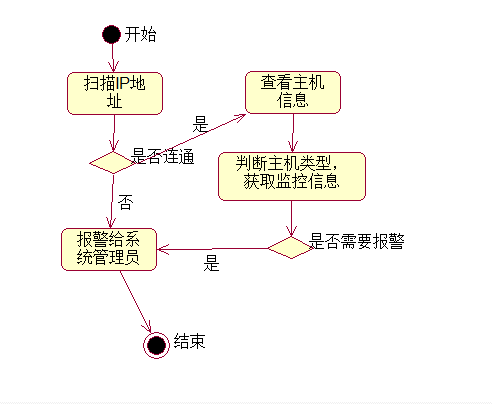 开始
扫描IP地
址
是否连通
是
否
查看主机
信息
判断主机类型，
获取监控信息
是否需要报警
是
报警给系
统管理员
结束